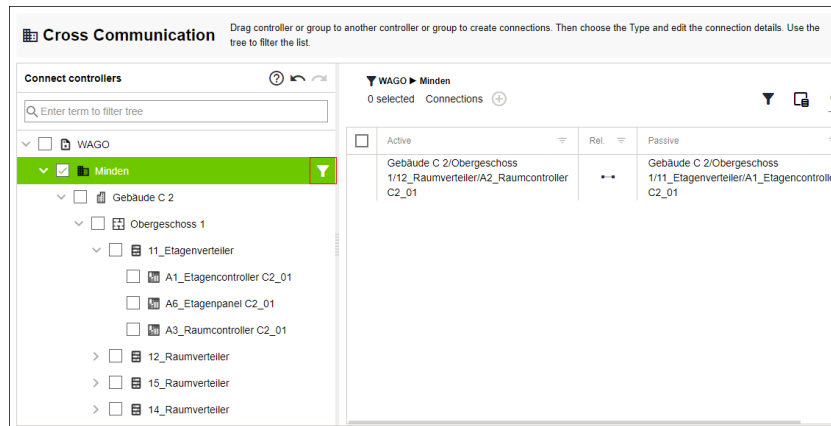 Cross Communication
Drag controller or group to another controller or group to create connections. Then choose the Type and edit the connection details. Use the
tree to filter the list.
Connect controllers
Enter term to filter tree
WAGO
Minden
Gebäude C 2
Obergeschoss 1
11_Etagenverteiler
A1_Etagencontroller C2_01
A6_Etagenpanel C2_01
A3_Raumcontroller C2_01
12_Raumverteiler
15_Raumverteiler
14_Raumverteiler
WAGO ► Minden
0 selected Connections
Active Rel. Passive
Gebäude C 2/Obergeschoss
1/12_Raumverteiler/A2_Raumcontroller
C2_01
Gebäude C 2/Obergeschoss
1/11_Etagenverteiler/A1_Etagencontrolle
C2_01